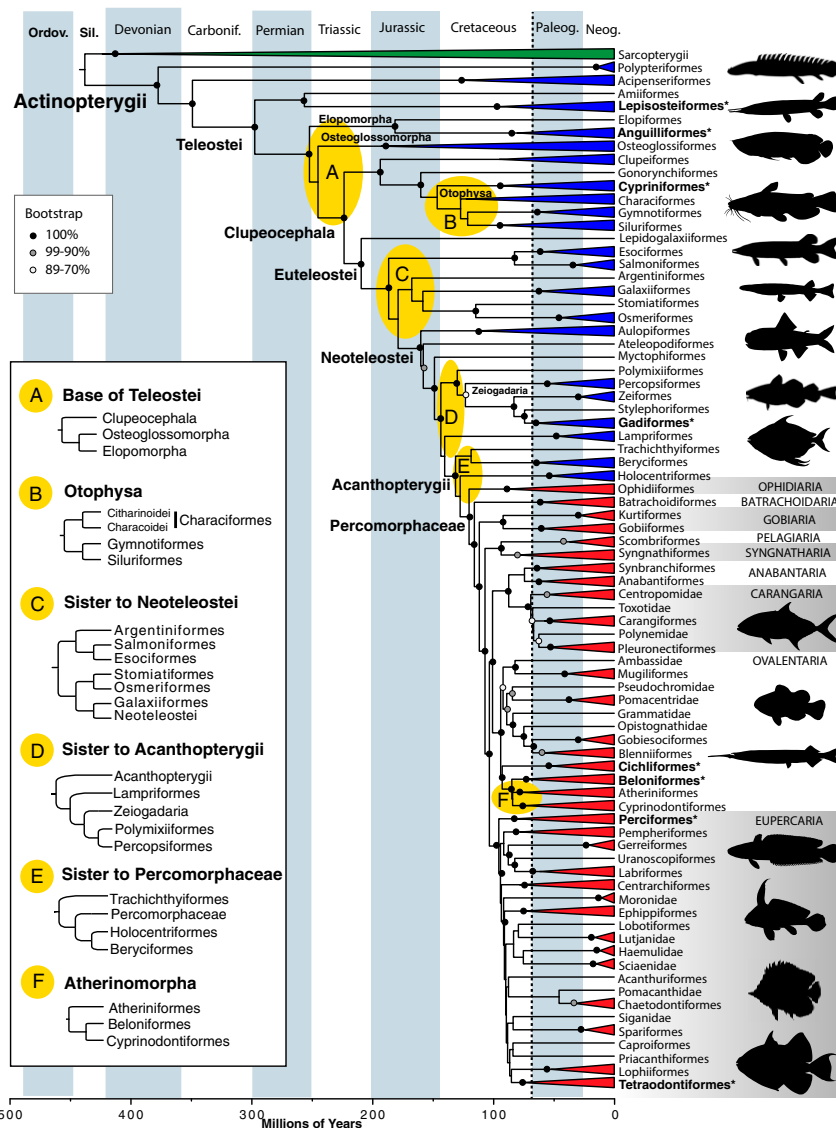 Ordov.
Sil.
Devonian
Carbonif.
Permian
Triassic
Jurassic
Cretaceous
Paleog.
Neog.
Actinopterygii
Teleostei
Elopomorpha
Osteoglossomorpha
A
Otophysa
B
Clupeocephala
Euteleostei
C
Neoteleostei
Zeiogadaria
D
E
Acanthopterygii
Percomorphaceae
F
Bootstrap
100%
99-90%
89-70%
Sarcopterygii
Polypteriformes
Acipenseriformes
Amiiformes
Lepisosteiformes*
Elopiformes
Anguilliformes*
Osteoglossiformes
Clupeiformes
Gonorynchiformes
Cypriniformes*
Characiformes
Gymnotiformes
Siluriformes
Lepidogalaxiiformes
Esociformes
Salmoniformes
Argentiniformes
Galaxiiformes
Stomiatiformes
Osmeriformes
Aulopiformes
Ateleopodiformes
Myctophiformes
Polymixiiformes
Percopsiformes
Zeiformes
Stylephoriformes
Gadiformes*
Lampriformes
Trachichthyiformes
Beryciformes
Holocentriformes
Ophidiiformes
Batrachoidiformes
Kurtiformes
Gobiiformes
Scombriformes
Syngnathiformes
Synbranchiformes
Anabantiformes
Centropomidae
Toxotidae
Carangiformes
Polynemidae
Pleuronectiformes
Ambassidae
Mugiliformes
Pseudochromidae
Pomacentridae
Grammatidae
Opistognathidae
Gobiesociformes
Blenniiformes
Cichliformes*
Beloniformes*
Atheriniformes
Cyprinodontiformes
Perciformes*
Pempheriformes
Gerreiformes
Uranoscopiformes
Labriformes
Centrarchiformes
Moronidae
Ephippiformes
Lobotiformes
Lutjanidae
Haemulidae
Sciaenidae
Acanthuriformes
Pomacanthidae
Chaetodontiformes
Siganidae
Spariformes
Caproiformes
Priacanthiformes
Lophiiformes
Tetraodontiformes*
OPHIDIARIA
BATRACHOIDARIA
GOBIARIA
PELAGIARIA
SYNGNATHARIA
ANABANTARIA
CARANGARIA
OVALENTARIA
EUPERCARIA
A Base of Teleostei
Clupeocephala
Osteoglossomorpha
Elopomorpha
B Otophysa
Citharinoidei
Characoidei
Characiformes
Gymnotiformes
Siluriformes
C Sister to Neoteleostei
Argentiniformes
Salmoniformes
Esociformes
Stomiatiformes
Osmeriformes
Galaxiiformes
Neoteleostei
D Sister to Acanthopterygii
Acanthopterygii
Lampriformes
Zeiogadaria
Polymixiiformes
Percopsiformes
E Sister to Percomorphaceae
Trachichthyiformes
Percomorphaceae
Holocentriformes
Beryciformes
F Atherinomorpha
Atheriniformes
Beloniformes
Cyprinodontiformes
500 400 300 200 100 0
Millions of Years